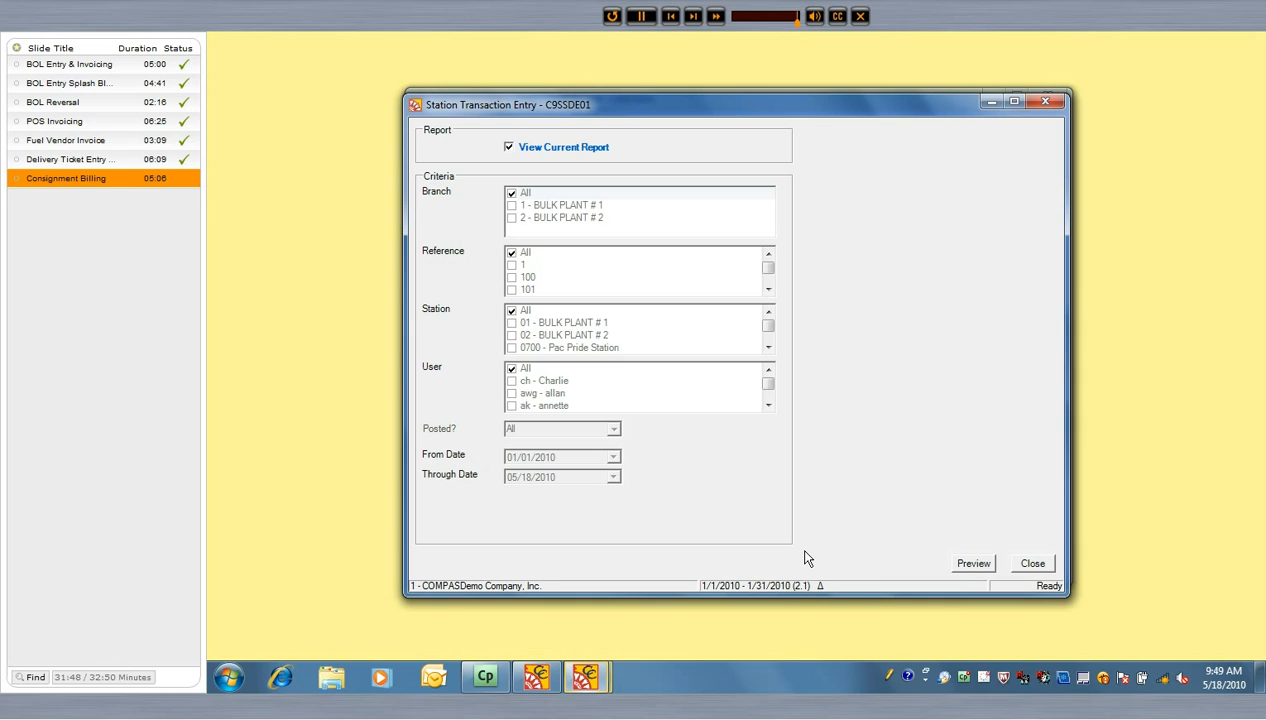 CC
Slide Title Duration Status
BOL Entry & Invoicing 05:00
BOL Entry Splash Bl... 04:41
BOL Reversal 02:16
POS Invoicing 06:25
Fuel Vendor Invoice 03:09
Delivery Ticket Entry ... 06:09
Consignment Billing 05:06
Station Transaction Entry - C9SSDE01
Report
View Current Report
Criteria
Branch
All
1 - BULK PLANT # 1
2 - BULK PLANT # 2
Reference
All
1
100
101
Station
All
01 - BULK PLANT # 1
02 - BULK PLANT # 2
0700 - Pac Pride Station
User
All
ch - Charlie
awg - allan
ak - annette
Posted? All
From Date 01/01/2010
Through Date 05/18/2010
Preview Close
1 - COMPASDemo Company, Inc. 1/1/2010 - 1/31/2010 (2.1) Δ Ready
Find 31:48 / 32:50 Minutes
Cp
9:49 AM
5/18/2010